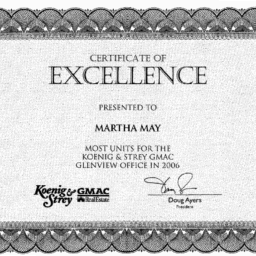 CERTIFICATE OF
EXCELLENCE
PRESENTED TO
MARTHA MAY
MOST UNITS FOR THE
KOENIG & STREY GMAC
GLENVIEW OFFICE IN 2006
Koenig & Strey GMAC Real Estate
Doug Ayers
President